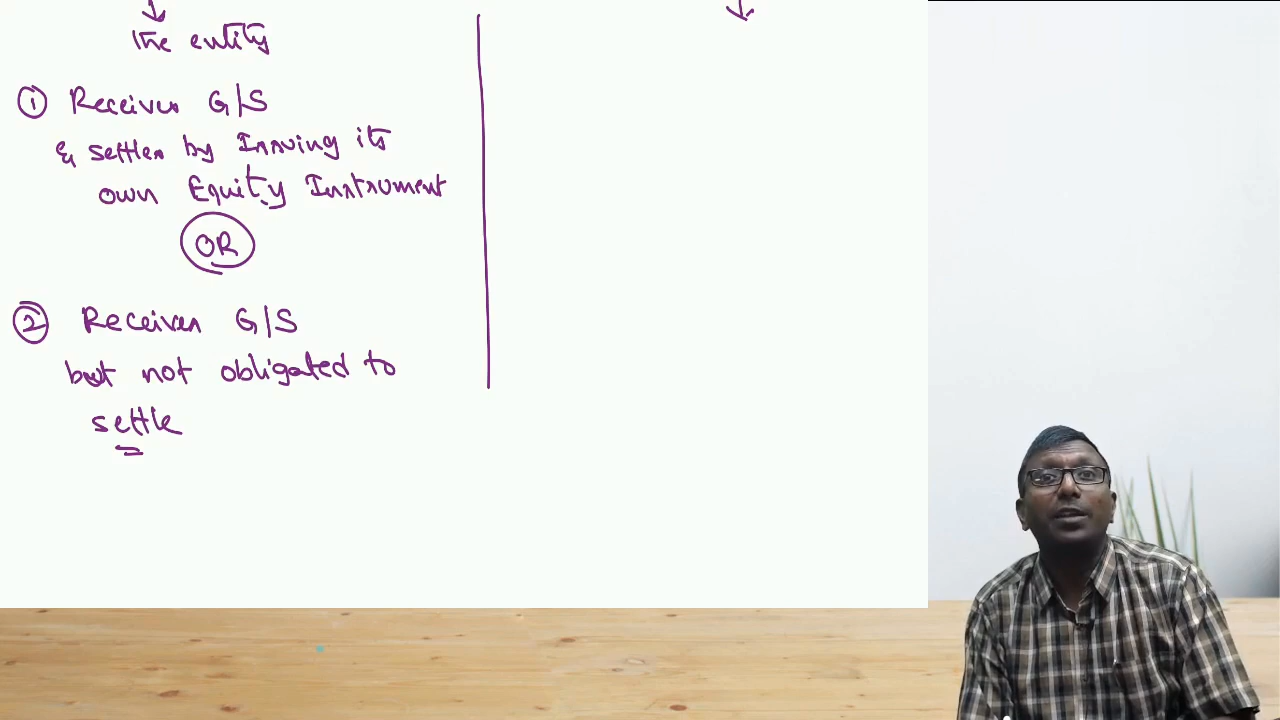 the entity
① Receives G/S
& settles by Issuing its
own Equity Instrument
OR
② Receives G/S
but not obligated to
settle